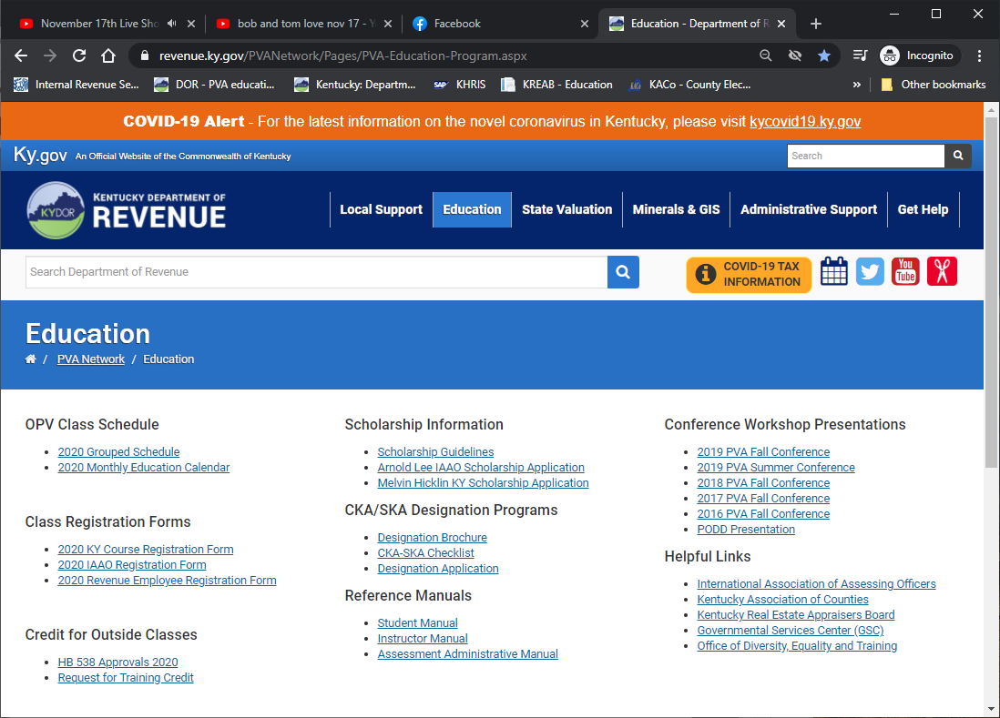 November 17th Live Sho
bob and tom love nov 17 - Y
Facebook
Education - Department of R
revenue.ky.gov/PVANetwork/Pages/PVA-Education-Program.aspx
Incognito
Internal Revenue Se...
DOR - PVA educati...
Kentucky: Departm...
SAP
KHRIS
KREAB - Education
KACo - County Elec...
»
Other bookmarks
COVID-19 Alert - For the latest information on the novel coronavirus in Kentucky, please visit kycovid19.ky.gov
Ky.gov An Official Website of the Commonwealth of Kentucky
Search
KYDOR
KENTUCKY DEPARTMENT OF
REVENUE
Local Support
Education
State Valuation
Minerals & GIS
Administrative Support
Get Help
Search Department of Revenue
COVID-19 TAX
INFORMATION
You
Tube
Education
/ PVA Network / Education
OPV Class Schedule
2020 Grouped Schedule
2020 Monthly Education Calendar
Class Registration Forms
2020 KY Course Registration Form
2020 IAAO Registration Form
2020 Revenue Employee Registration Form
Credit for Outside Classes
HB 538 Approvals 2020
Request for Training Credit
Scholarship Information
Scholarship Guidelines
Arnold Lee IAAO Scholarship Application
Melvin Hicklin KY Scholarship Application
CKA/SKA Designation Programs
Designation Brochure
CKA-SKA Checklist
Designation Application
Reference Manuals
Student Manual
Instructor Manual
Assessment Administrative Manual
Conference Workshop Presentations
2019 PVA Fall Conference
2019 PVA Summer Conference
2018 PVA Fall Conference
2017 PVA Fall Conference
2016 PVA Fall Conference
PODD Presentation
Helpful Links
International Association of Assessing Officers
Kentucky Association of Counties
Kentucky Real Estate Appraisers Board
Governmental Services Center (GSC)
Office of Diversity, Equality and Training